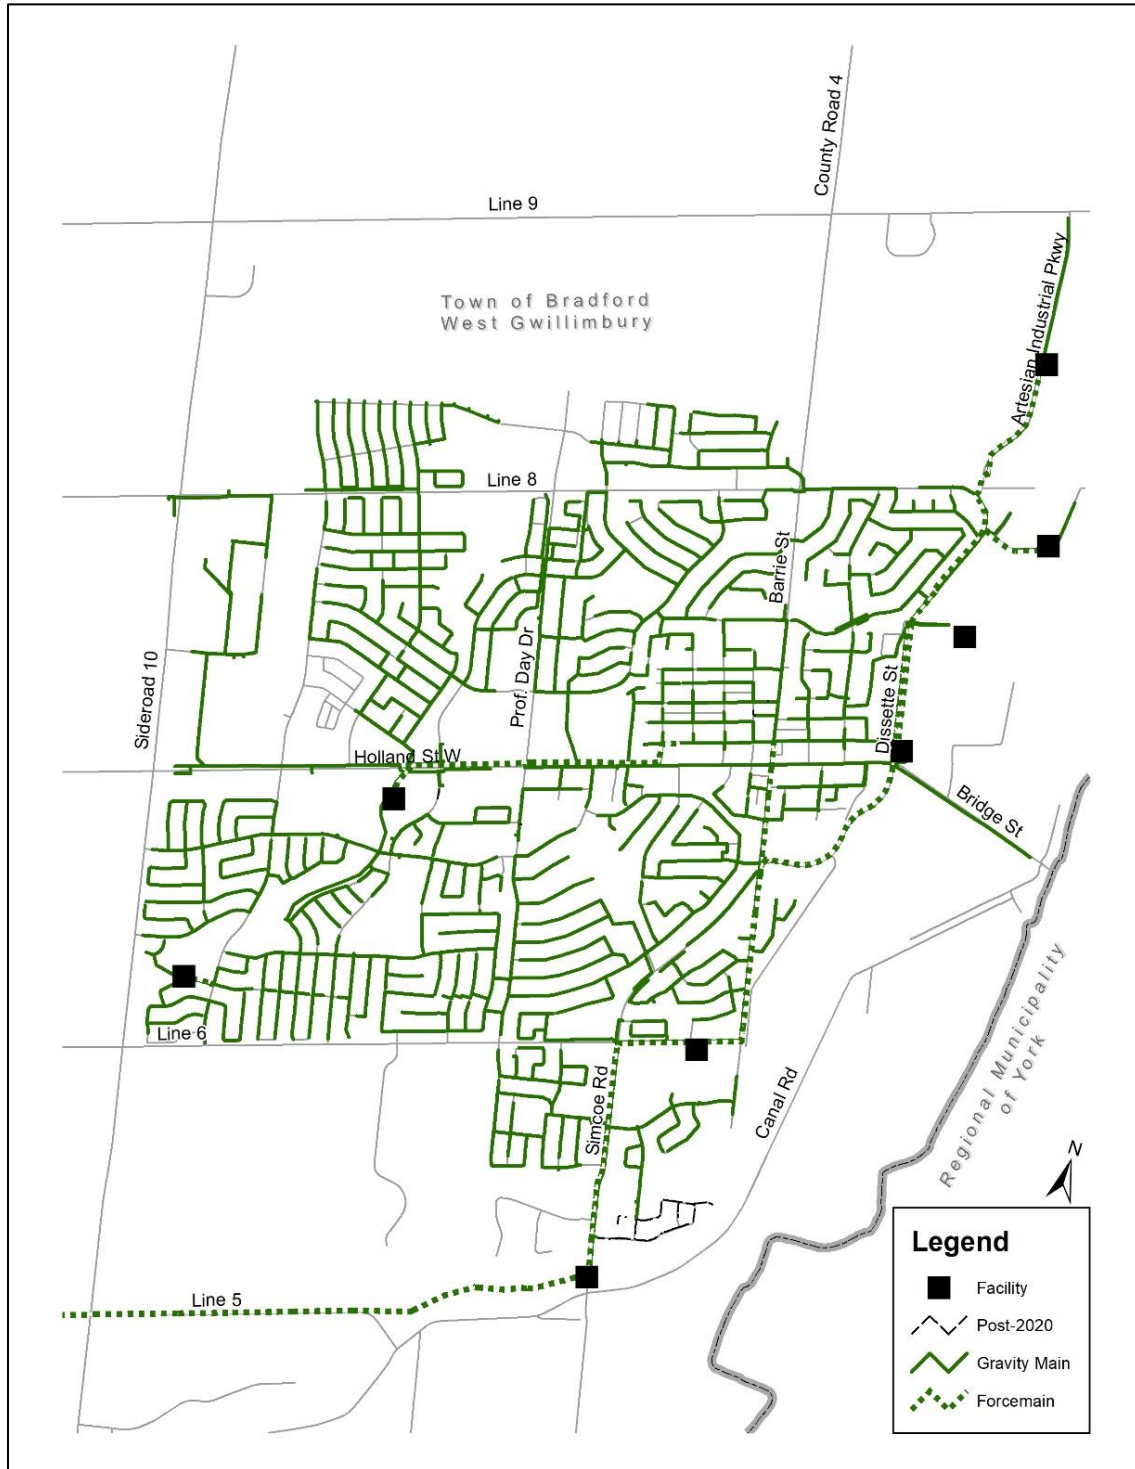 County Road 4
Line 9
Artesian Industrial Pkwy
Town of Bradford
West Gwillimbury
Line 8
Barrie St
Sideroad 10
Prof. Day Dr
Dissette St
Holland St W
Bridge St
Line 6
Simcoe Rd
Canal Rd
Regional Municipality
of York
N
Line 5
Legend
Facility
Post-2020
Gravity Main
Forcemain